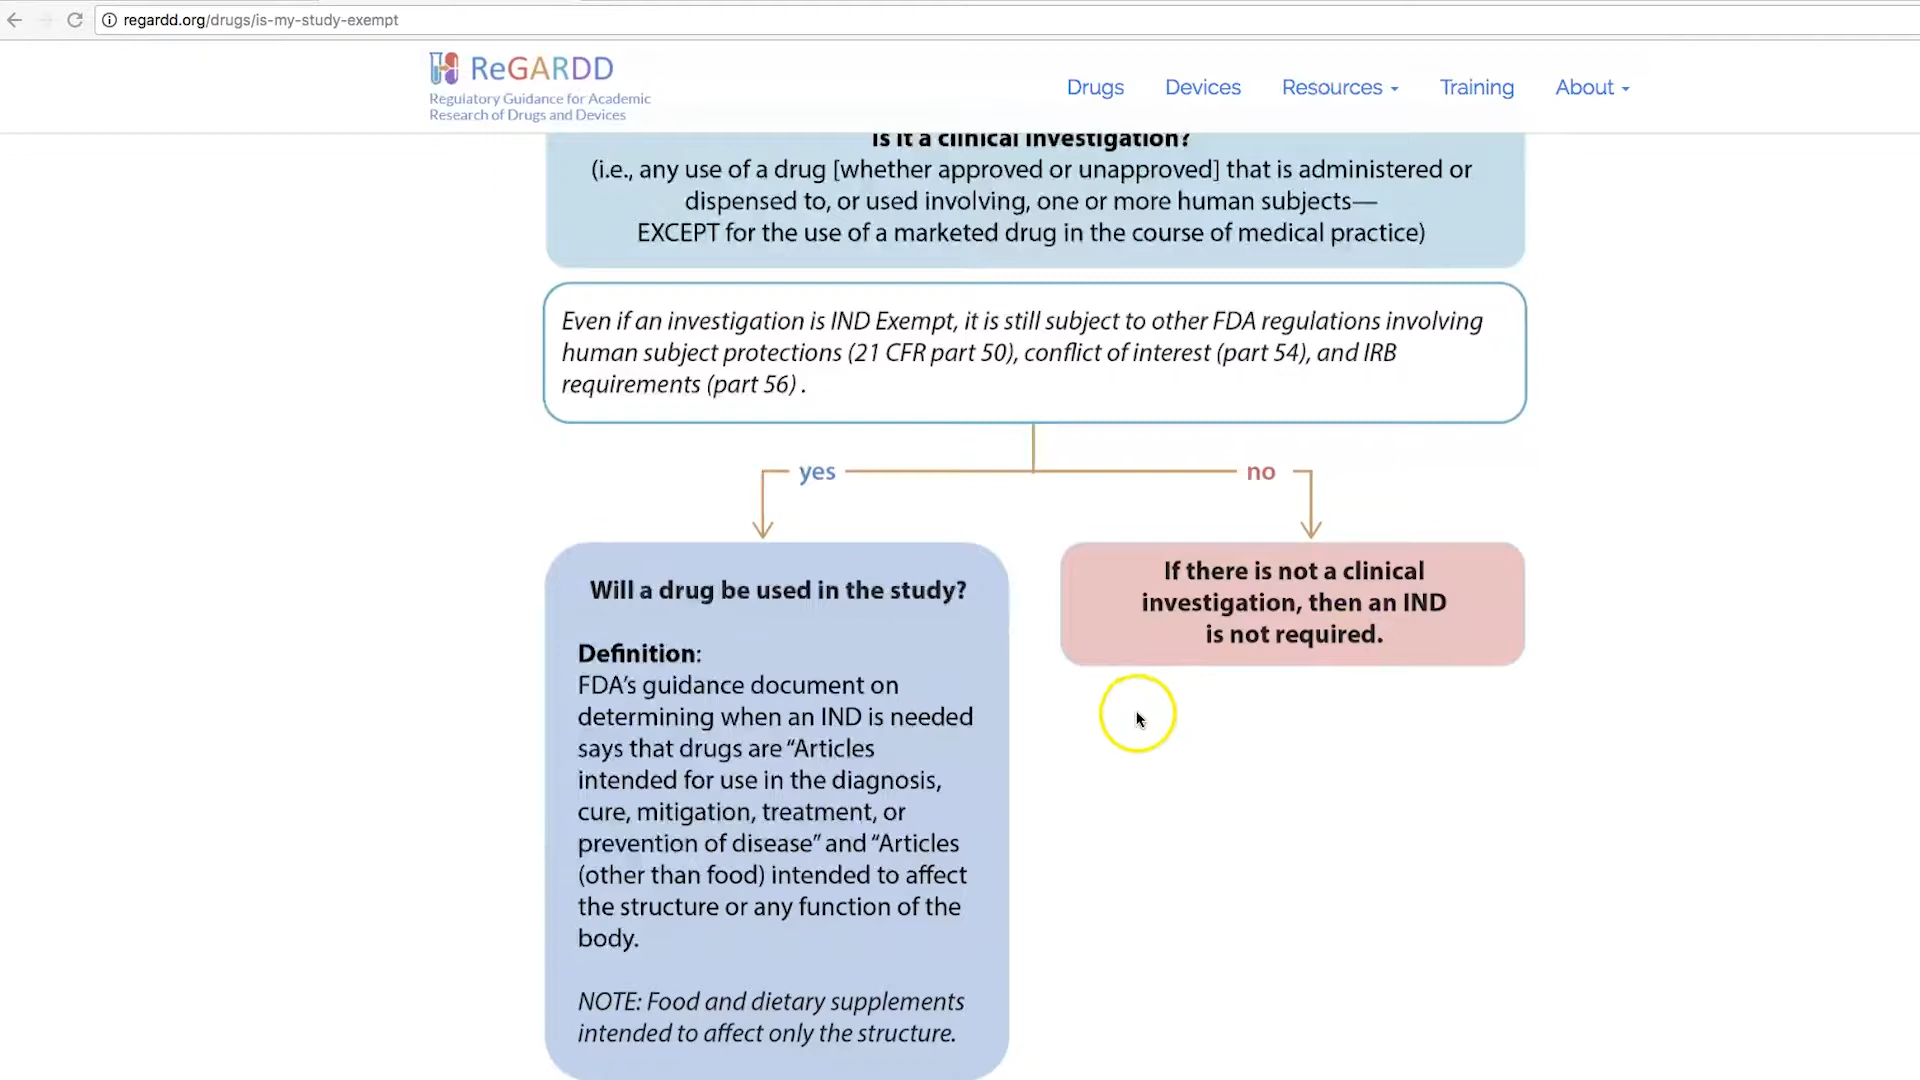 regardd.org/drugs/is-my-study-exempt
ReGARDD
Regulatory Guidance for Academic
Research of Drugs and Devices
Drugs Devices Resources Training About
Is it a clinical investigation?
(i.e., any use of a drug [whether approved or unapproved] that is administered or
dispensed to, or used involving, one or more human subjects—
EXCEPT for the use of a marketed drug in the course of medical practice)
Even if an investigation is IND Exempt, it is still subject to other FDA regulations involving
human subject protections (21 CFR part 50), conflict of interest (part 54), and IRB
requirements (part 56) .
yes no
Will a drug be used in the study?
Definition:
FDA’s guidance document on
determining when an IND is needed
says that drugs are “Articles
intended for use in the diagnosis,
cure, mitigation, treatment, or
prevention of disease” and “Articles
(other than food) intended to affect
the structure or any function of the
body.
NOTE: Food and dietary supplements
intended to affect only the structure.
If there is not a clinical
investigation, then an IND
is not required.